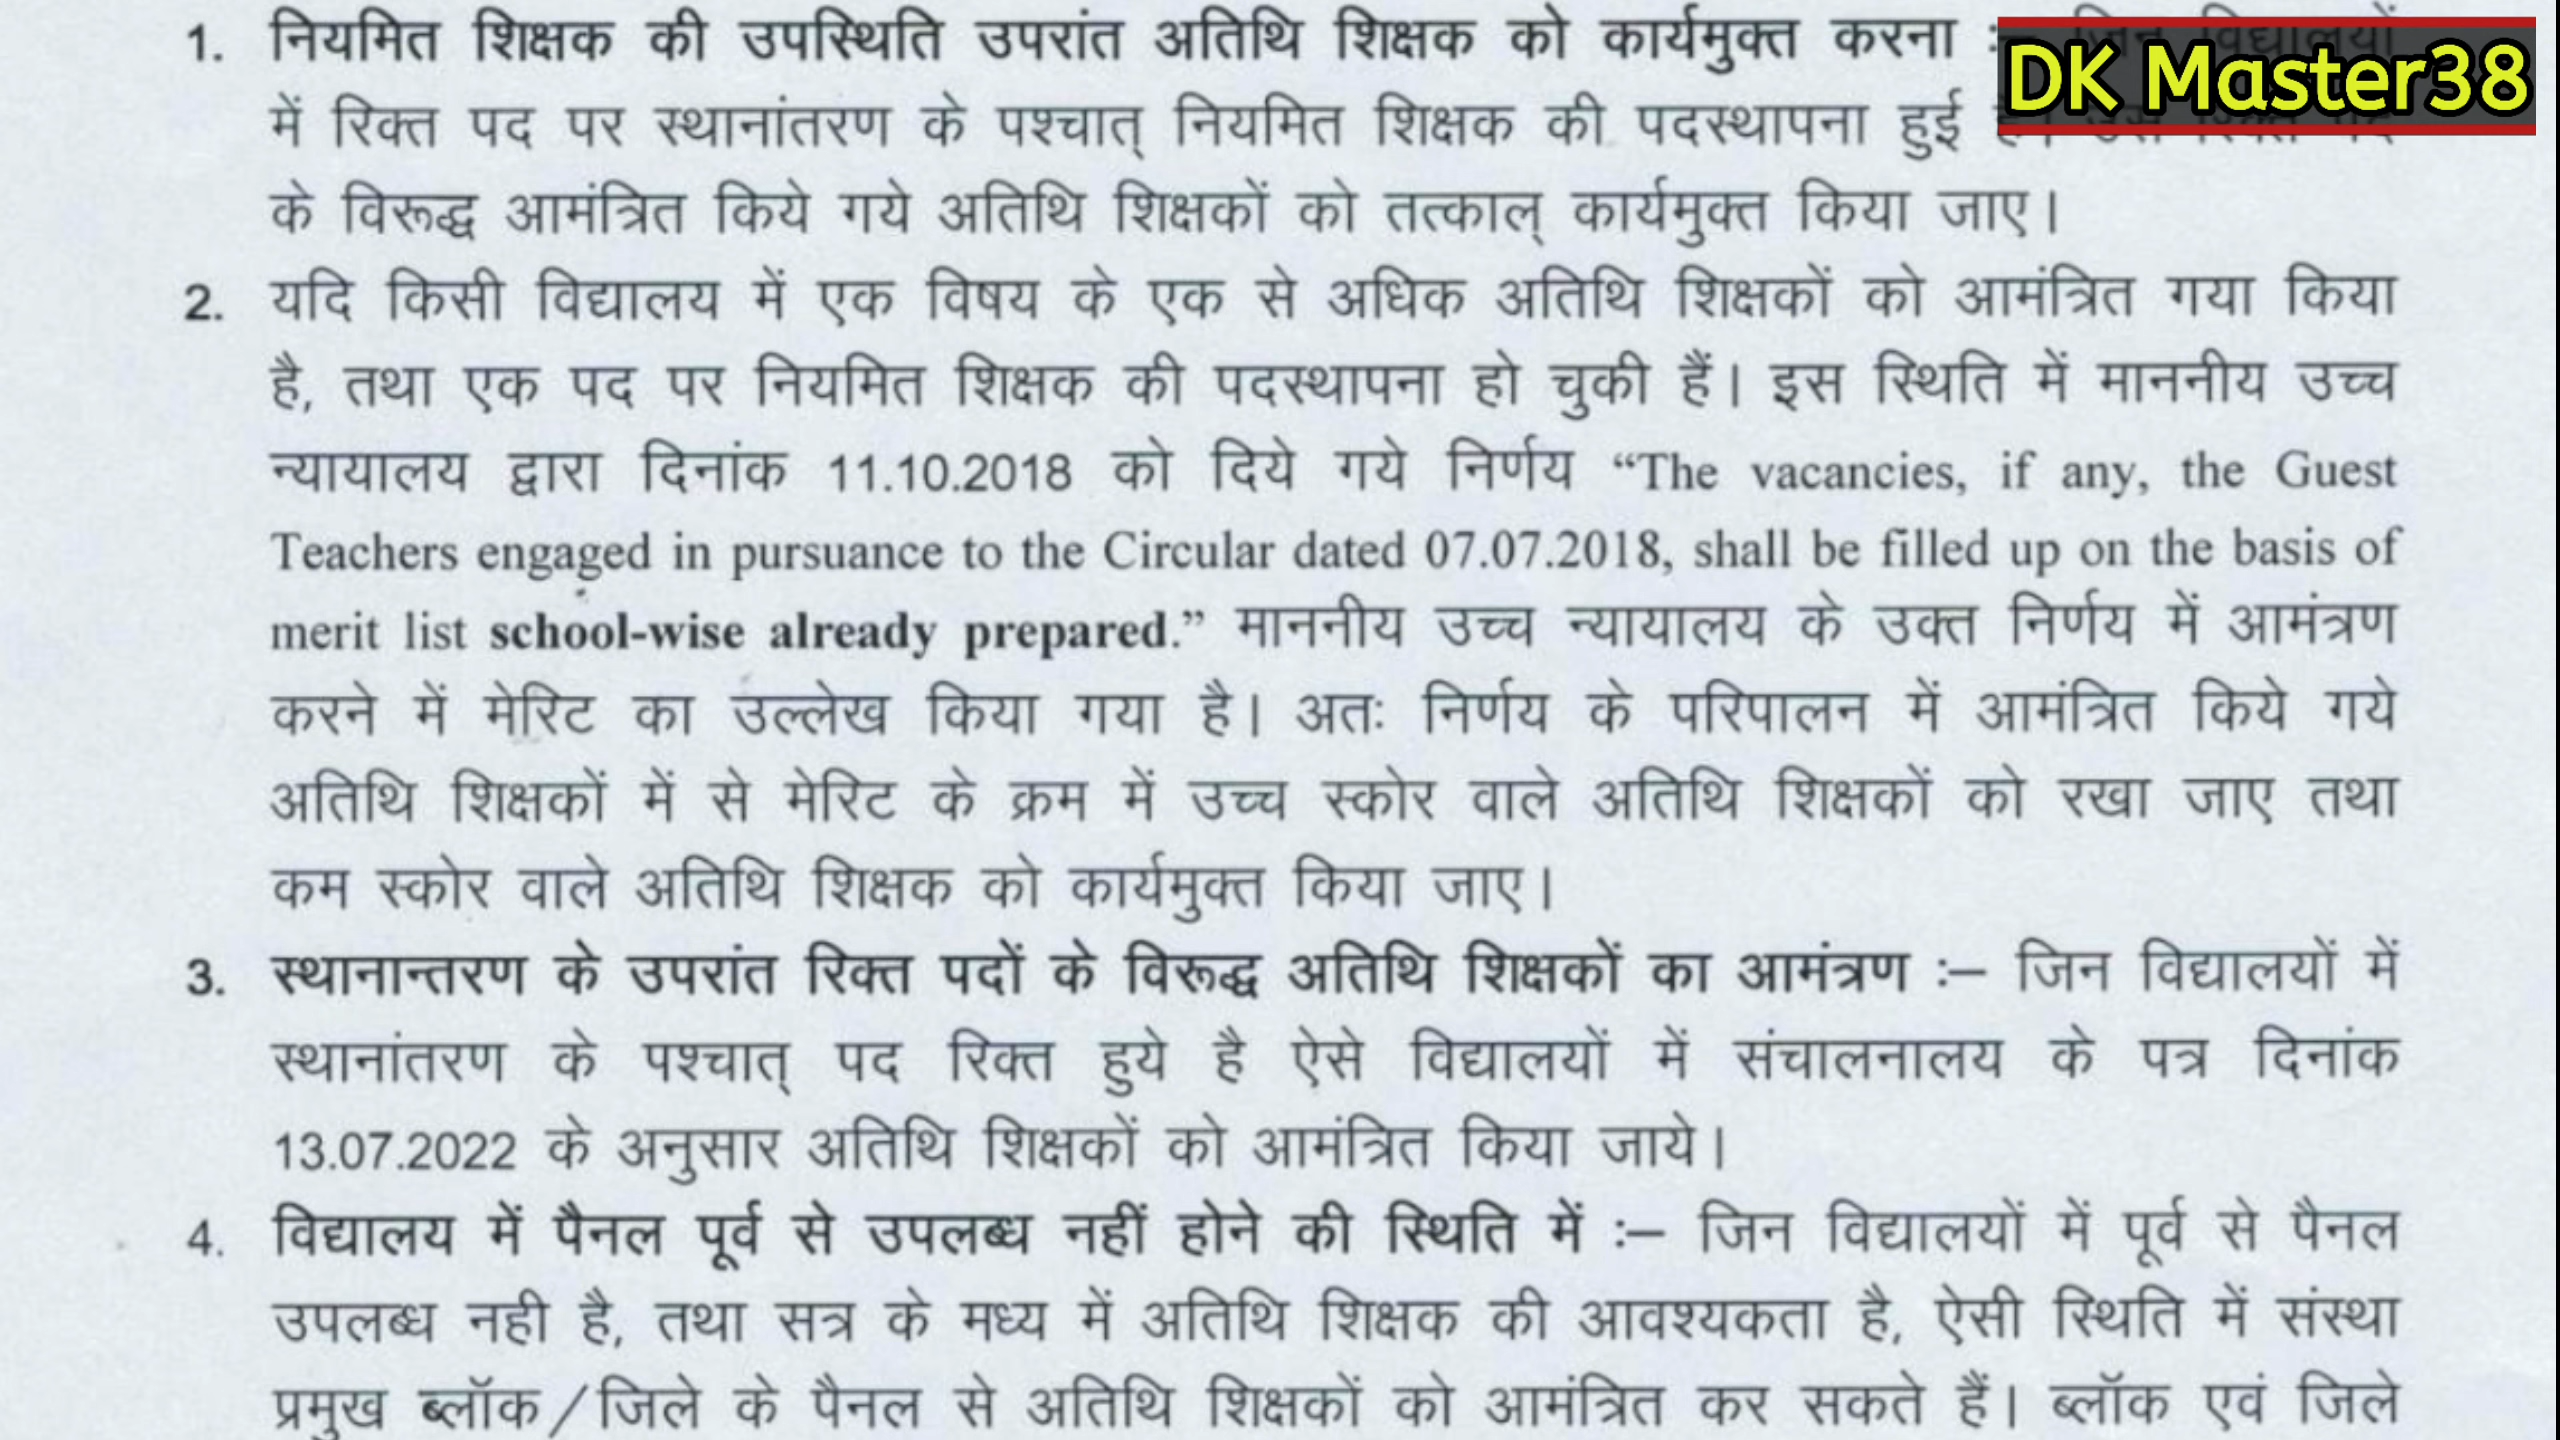 1. नियमित शिक्षक की उपस्थिति उपरांत अतिथि शिक्षक को कार्यमुक्त करना :– जिन विद्यालयों
DK Master38
में रिक्त पद पर स्थानांतरण के पश्चात् नियमित शिक्षक की पदस्थापना हुई है। उस रिक्त पद
के विरूद्ध आमंत्रित किये गये अतिथि शिक्षकों को तत्काल् कार्यमुक्त किया जाए।
2. यदि किसी विद्यालय में एक विषय के एक से अधिक अतिथि शिक्षकों को आमंत्रित गया किया
है, तथा एक पद पर नियमित शिक्षक की पदस्थापना हो चुकी हैं। इस स्थिति में माननीय उच्च
न्यायालय द्वारा दिनांक 11.10.2018 को दिये गये निर्णय “The vacancies, if any, the Guest
Teachers engaged in pursuance to the Circular dated 07.07.2018, shall be filled up on the basis of
merit list school-wise already prepared.” माननीय उच्च न्यायालय के उक्त निर्णय में आमंत्रण
करने में मेरिट का उल्लेख किया गया है। अतः निर्णय के परिपालन में आमंत्रित किये गये
अतिथि शिक्षकों में से मेरिट के क्रम में उच्च स्कोर वाले अतिथि शिक्षकों को रखा जाए तथा
कम स्कोर वाले अतिथि शिक्षक को कार्यमुक्त किया जाए।
3. स्थानान्तरण के उपरांत रिक्त पदों के विरूद्ध अतिथि शिक्षकों का आमंत्रण :– जिन विद्यालयों में
स्थानांतरण के पश्चात् पद रिक्त हुये है ऐसे विद्यालयों में संचालनालय के पत्र दिनांक
13.07.2022 के अनुसार अतिथि शिक्षकों को आमंत्रित किया जाये।
4. विद्यालय में पैनल पूर्व से उपलब्ध नहीं होने की स्थिति में :– जिन विद्यालयों में पूर्व से पैनल
उपलब्ध नही है, तथा सत्र के मध्य में अतिथि शिक्षक की आवश्यकता है, ऐसी स्थिति में संस्था
प्रमुख ब्लॉक/जिले के पैनल से अतिथि शिक्षकों को आमंत्रित कर सकते हैं। ब्लॉक एवं जिले